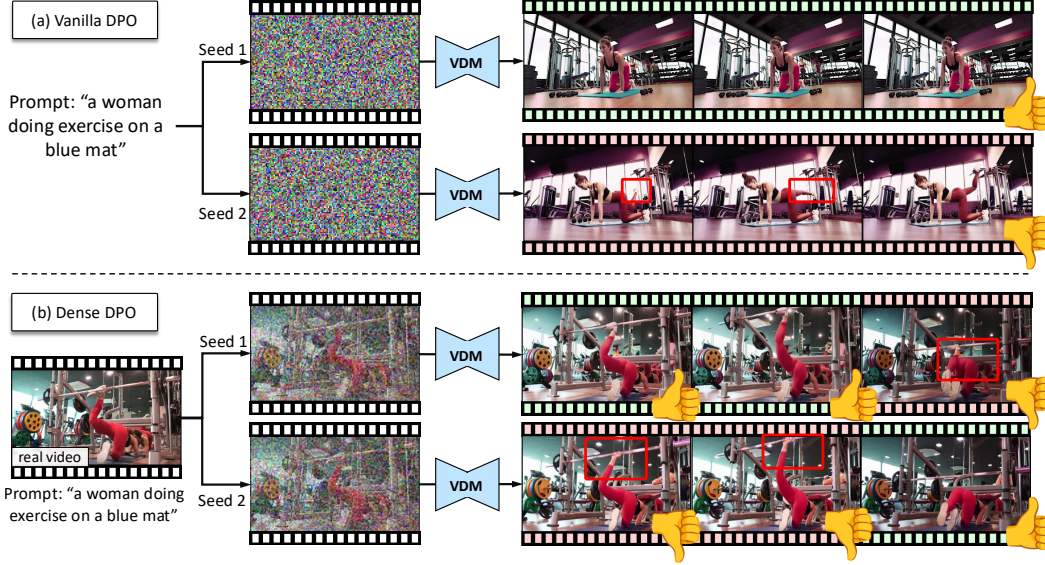 (a) Vanilla DPO
Seed 1
VDM
Prompt: “a woman
doing exercise on a
blue mat”
Seed 2
VDM
(b) Dense DPO
Seed 1
VDM
real video
Prompt: “a woman doing
exercise on a blue mat”
Seed 2
VDM